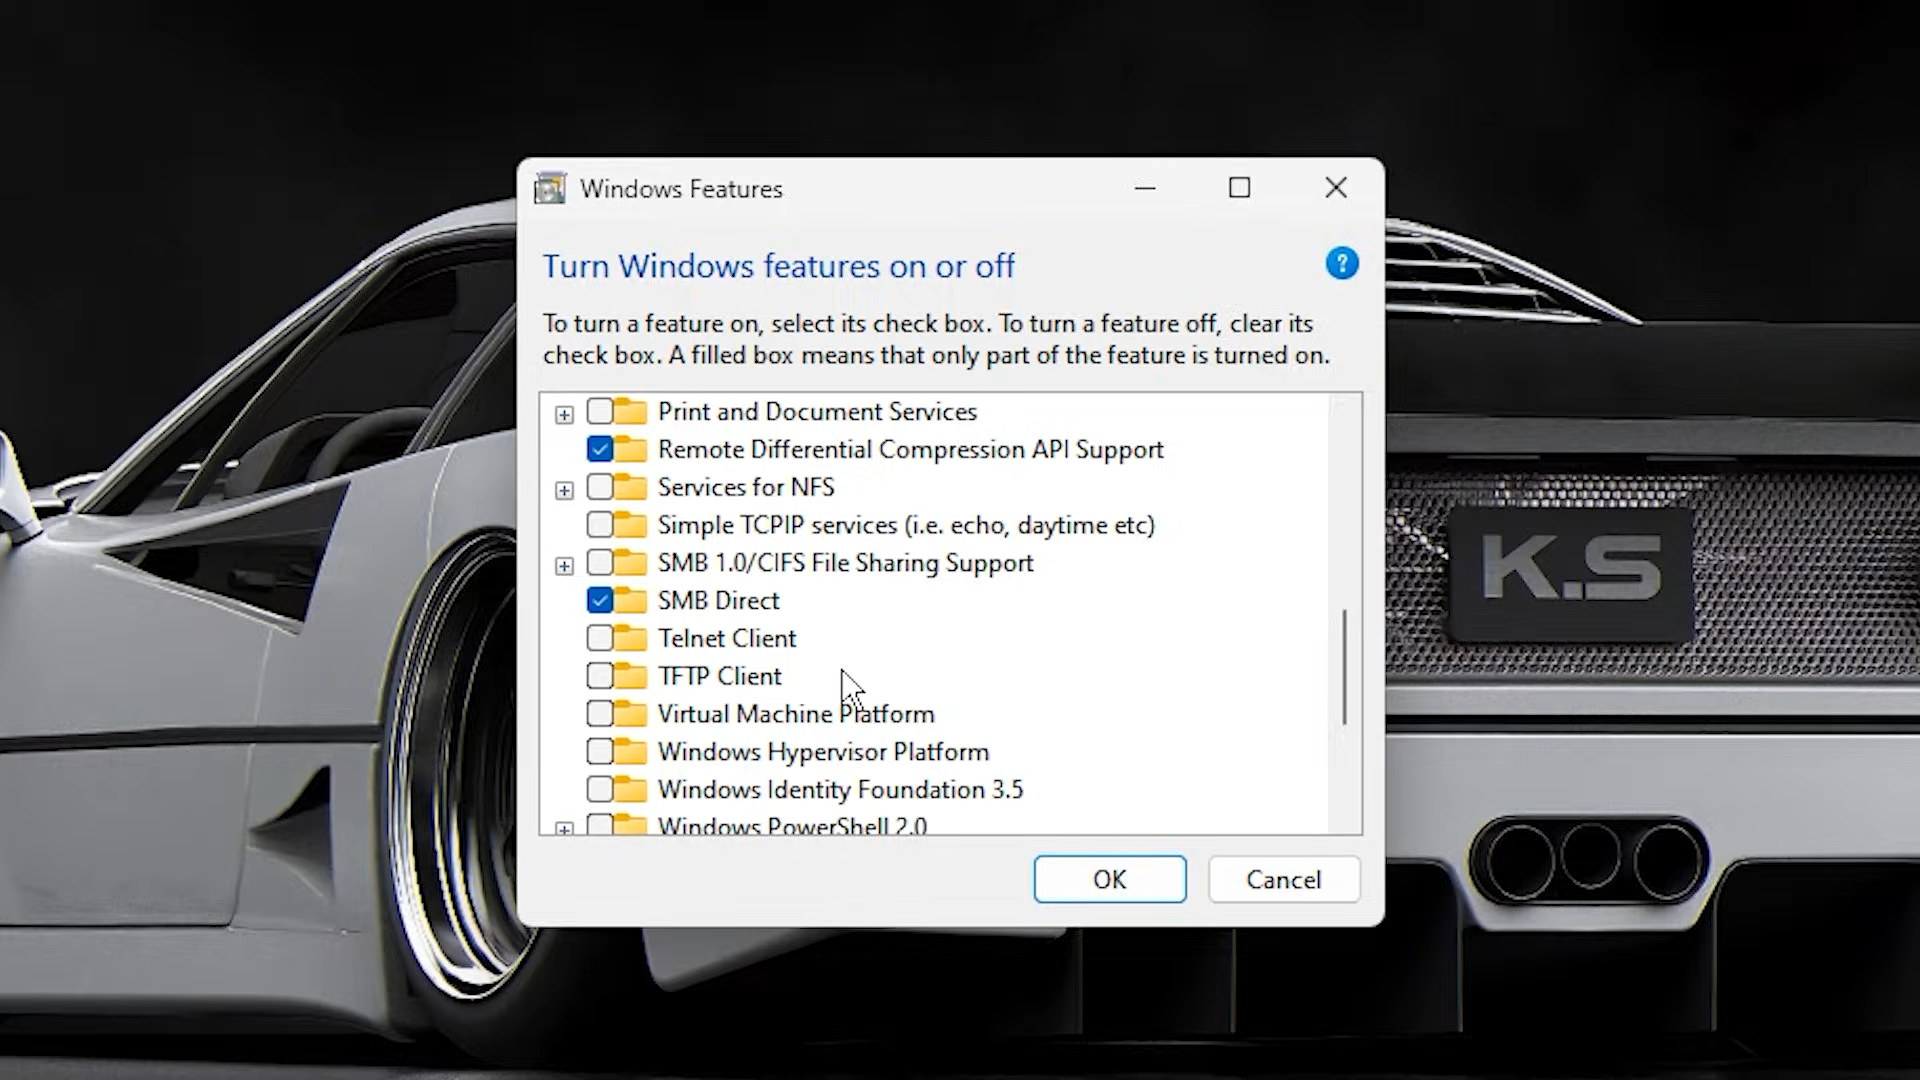 Windows Features
Turn Windows features on or off
?
To turn a feature on, select its check box. To turn a feature off, clear its
check box. A filled box means that only part of the feature is turned on.
Print and Document Services
Remote Differential Compression API Support
Services for NFS
Simple TCPIP services (i.e. echo, daytime etc)
SMB 1.0/CIFS File Sharing Support
SMB Direct
Telnet Client
TFTP Client
Virtual Machine Platform
Windows Hypervisor Platform
Windows Identity Foundation 3.5
Windows PowerShell 2.0
OK
Cancel
K.S